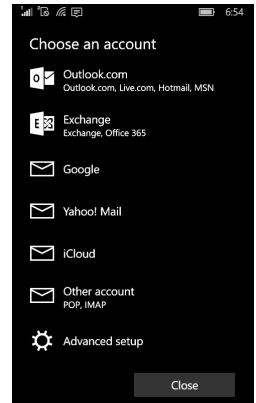 6:54
Choose an account
Outlook.com
Outlook.com, Live.com, Hotmail, MSN
Exchange
Exchange, Office 365
Google
Yahoo! Mail
iCloud
Other account
POP, IMAP
Advanced setup
Close